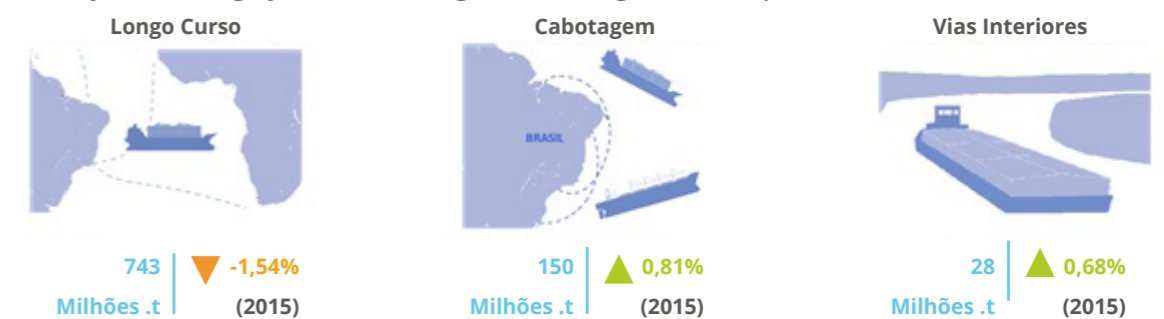 Longo Curso
Cabotagem
Vias Interiores
BRASIL
743
-1,54%
Milhões .t
(2015)
150
0,81%
Milhões .t
(2015)
28
0,68%
Milhões .t
(2015)